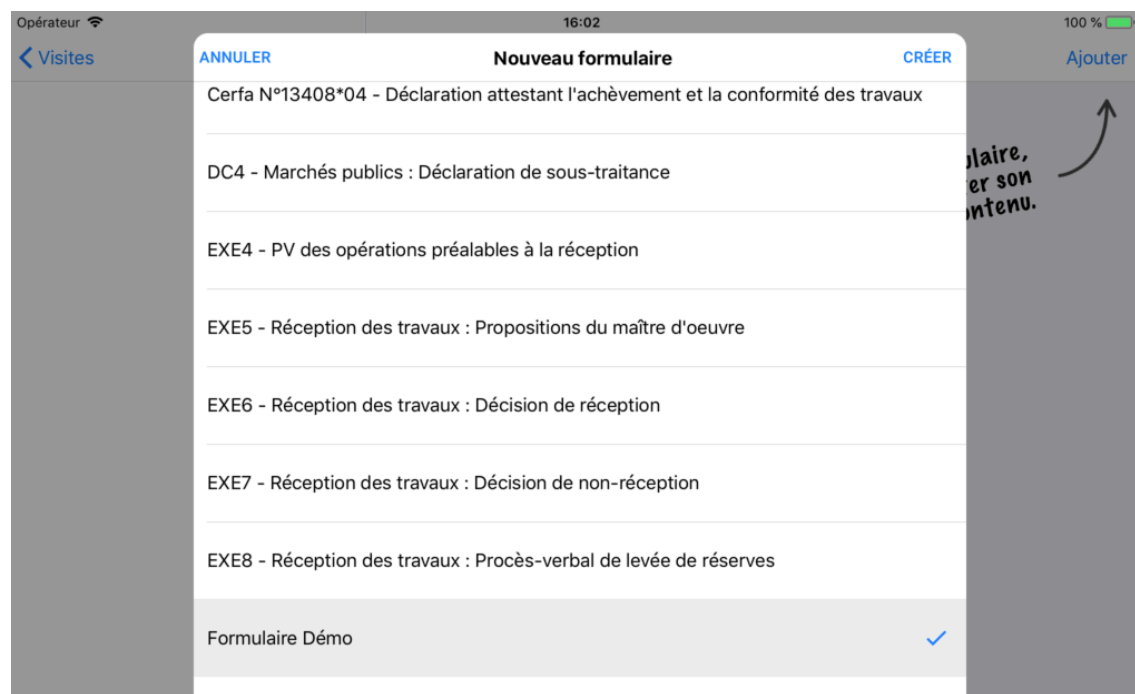 Opérateur 16:02 100 %
Visites ANNULER Nouveau formulaire CRÉER Ajouter
Cerfa N°13408*04 - Déclaration attestant l'achèvement et la conformité des travaux
DC4 - Marchés publics : Déclaration de sous-traitance
son
EXE4 - PV des opérations préalables à la réception
EXE5 - Réception des travaux : Propositions du maître d'oeuvre
EXE6 - Réception des travaux : Décision de réception
EXE7 - Réception des travaux : Décision de non-réception
EXE8 - Réception des travaux : Procès-verbal de levée de réserves
Formulaire Démo